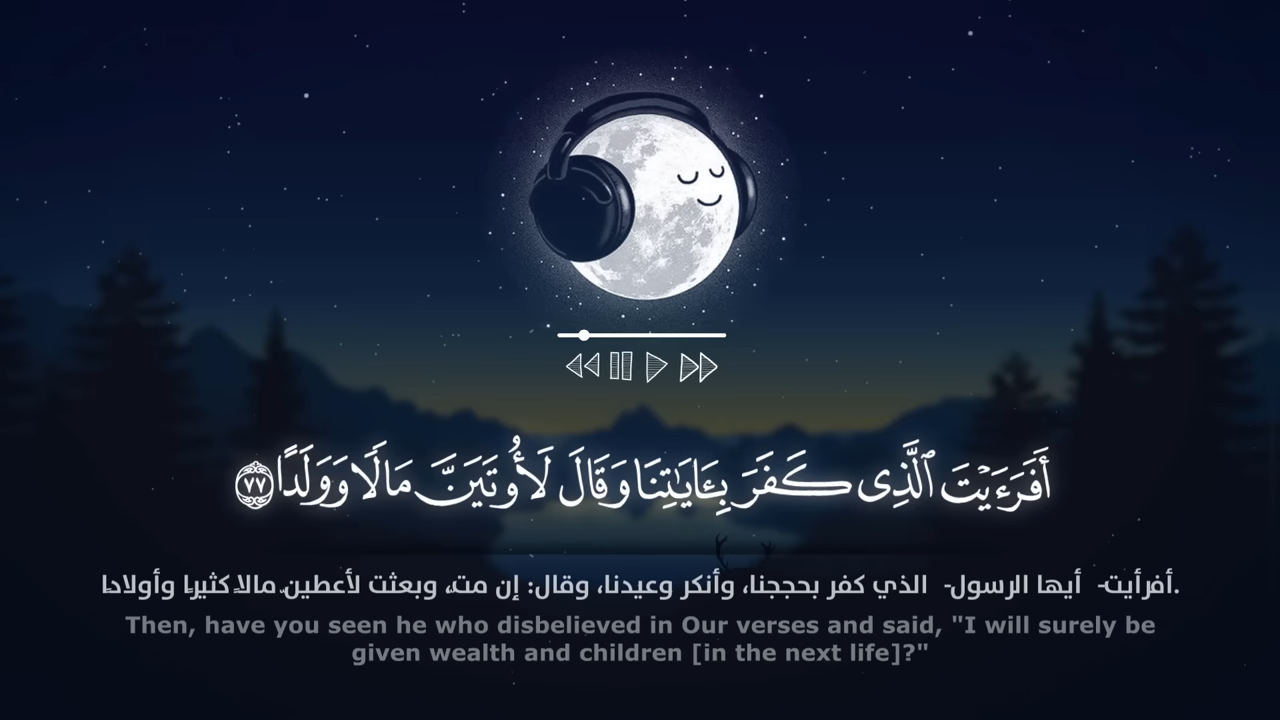 أَفَرَءَيْتَ ٱلَّذِى كَفَرَ بِـَٔايَـٰتِنَا وَقَالَ لَأُوتَيَنَّ مَالًا وَوَلَدًا ٧٧
أفرأيت- أيها الرسول- الذي كفر بحججنا، وأنكر وعيدنا، وقال: إن مت، وبعثت لأعطين مالا كثيرا وأولادا.
Then, have you seen he who disbelieved in Our verses and said, "I will surely be
given wealth and children [in the next life]?"